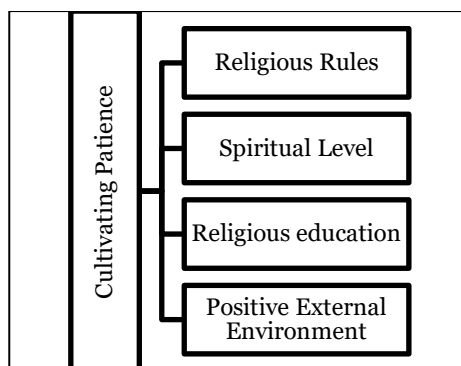 Cultivating Patience
Religious Rules
Spiritual Level
Religious education
Positive External
Environment